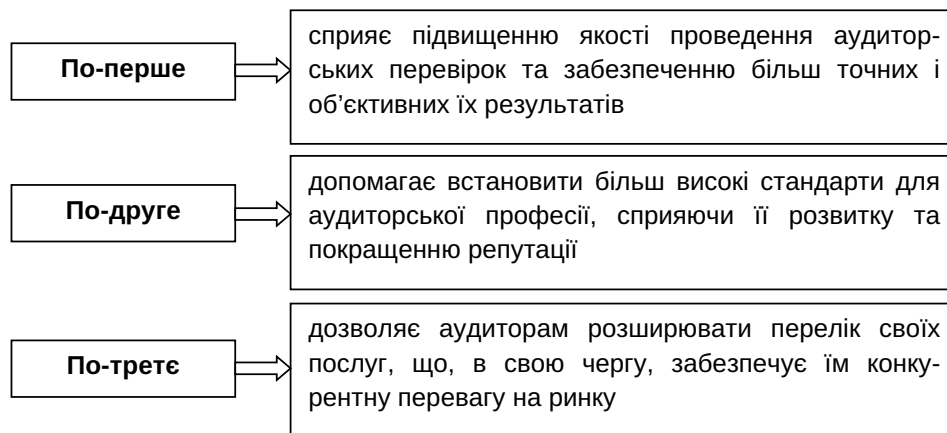 По-перше
сприяє підвищенню якості проведення аудитор-
ських перевірок та забезпеченню більш точних і
об’єктивних їх результатів
По-друге
допомагає встановити більш високі стандарти для
аудиторської професії, сприяючи її розвитку та
покращенню репутації
По-третє
дозволяє аудиторам розширювати перелік своїх
послуг, що, в свою чергу, забезпечує їм конку-
рентну перевагу на ринку